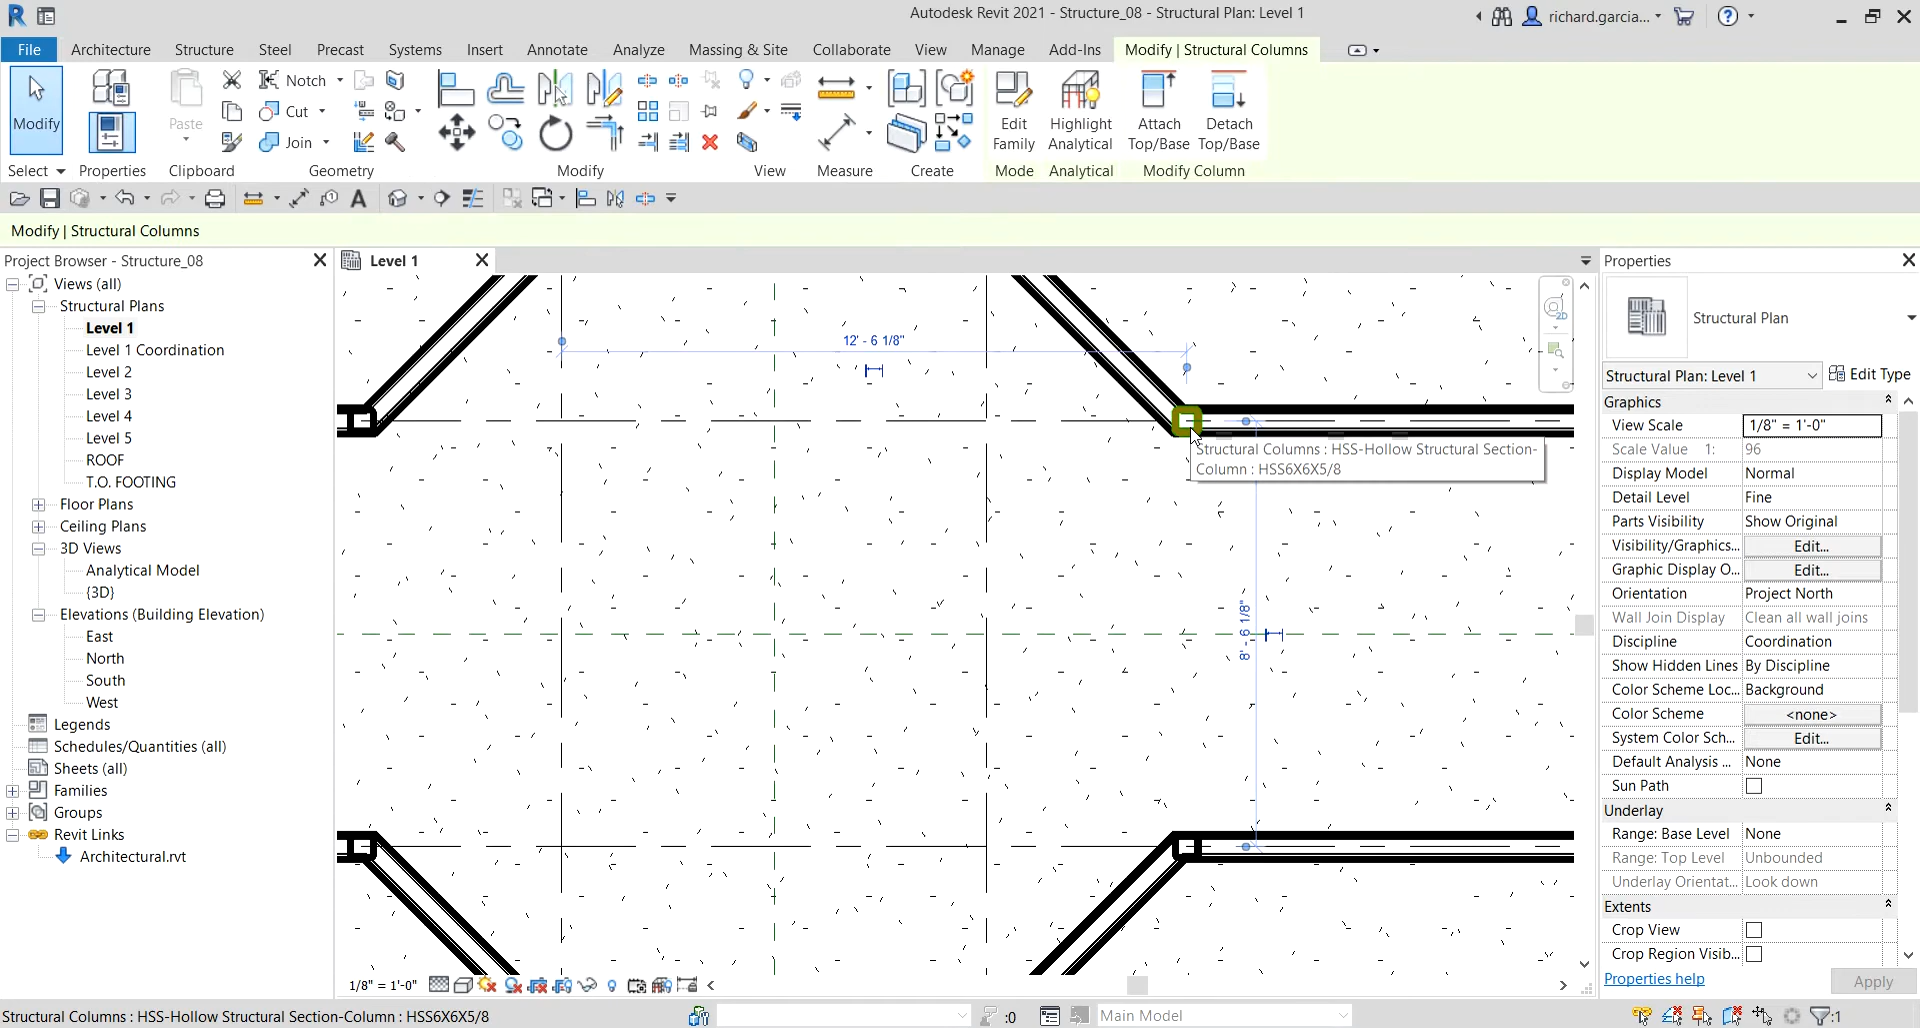 Autodesk Revit 2021 - Structure_08 - Structural Plan: Level 1
richard.garcia...
File Architecture Structure Steel Precast Systems Insert Annotate Analyze Massing & Site Collaborate View Manage Add-Ins Modify | Structural Columns
Modify
Paste
Notch
Cut
Join
Edit Family
Highlight Analytical
Attach Top/Base
Detach Top/Base
Select Properties Clipboard Geometry Modify View Measure Create Mode Analytical Modify Column
Modify | Structural Columns
Project Browser - Structure_08
Views (all)
Structural Plans
Level 1
Level 1 Coordination
Level 2
Level 3
Level 4
Level 5
ROOF
T.O. FOOTING
Floor Plans
Ceiling Plans
3D Views
Analytical Model
{3D}
Elevations (Building Elevation)
East
North
South
West
Legends
Schedules/Quantities (all)
Sheets (all)
Families
Groups
Revit Links
Architectural.rvt
Level 1
12' - 6 1/8"
2D
Structural Columns : HSS-Hollow Structural Section-
Column : HSS6X6X5/8
8' - 6 1/8"
1/8" = 1'-0"
Properties
Structural Plan
Structural Plan: Level 1 Edit Type
Graphics
View Scale 1/8" = 1'-0"
Scale Value 1: 96
Display Model Normal
Detail Level Fine
Parts Visibility Show Original
Visibility/Graphics... Edit...
Graphic Display O... Edit...
Orientation Project North
Wall Join Display Clean all wall joins
Discipline Coordination
Show Hidden Lines By Discipline
Color Scheme Loc... Background
Color Scheme <none>
System Color Sch... Edit...
Default Analysis ... None
Sun Path
Underlay
Range: Base Level None
Range: Top Level Unbounded
Underlay Orientat... Look down
Extents
Crop View
Crop Region Visib...
Properties help Apply
Structural Columns : HSS-Hollow Structural Section-Column : HSS6X6X5/8
:0
Main Model
:1